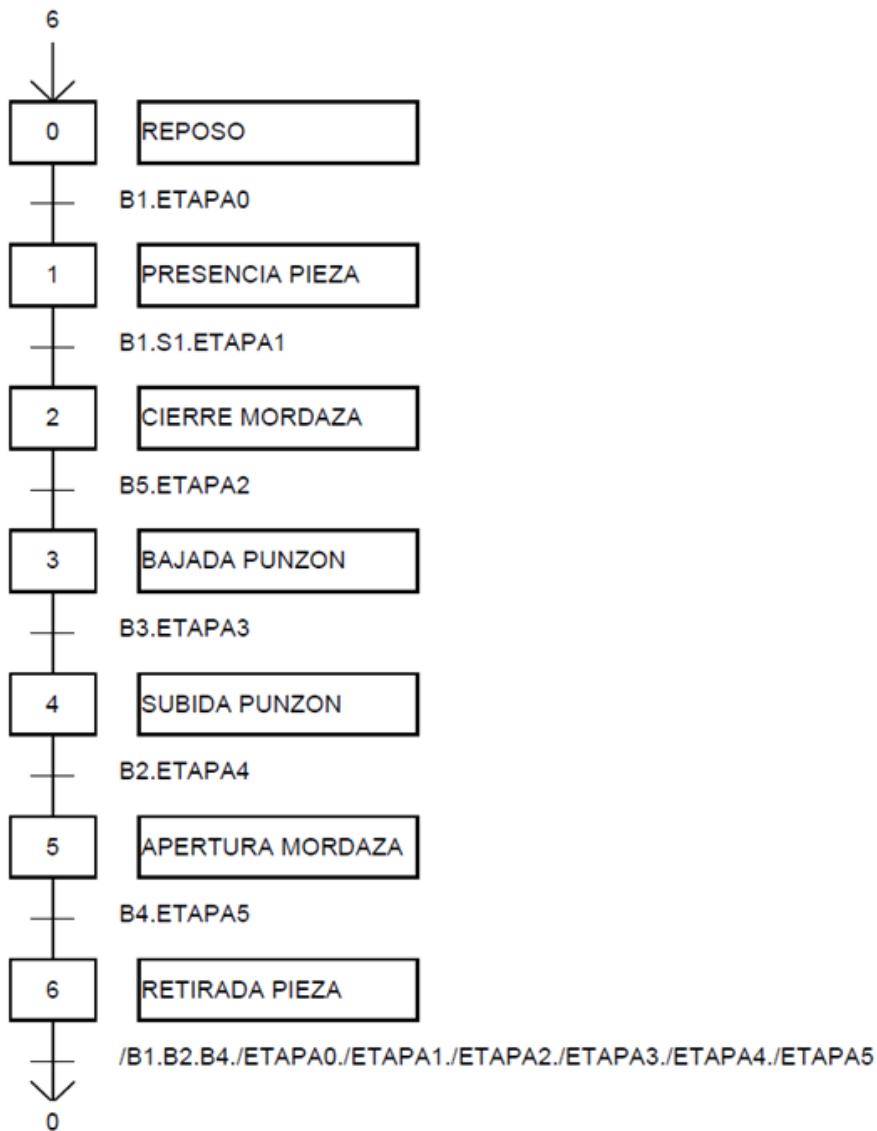 6
0 REPOSO
B1.ETAPA0
1 PRESENCIA PIEZA
B1.S1.ETAPA1
2 CIERRE MORDAZA
B5.ETAPA2
3 BAJADA PUNZON
B3.ETAPA3
4 SUBIDA PUNZON
B2.ETAPA4
5 APERTURA MORDAZA
B4.ETAPA5
6 RETIRADA PIEZA
/B1.B2.B4./ETAPA0./ETAPA1./ETAPA2./ETAPA3./ETAPA4./ETAPA5
0